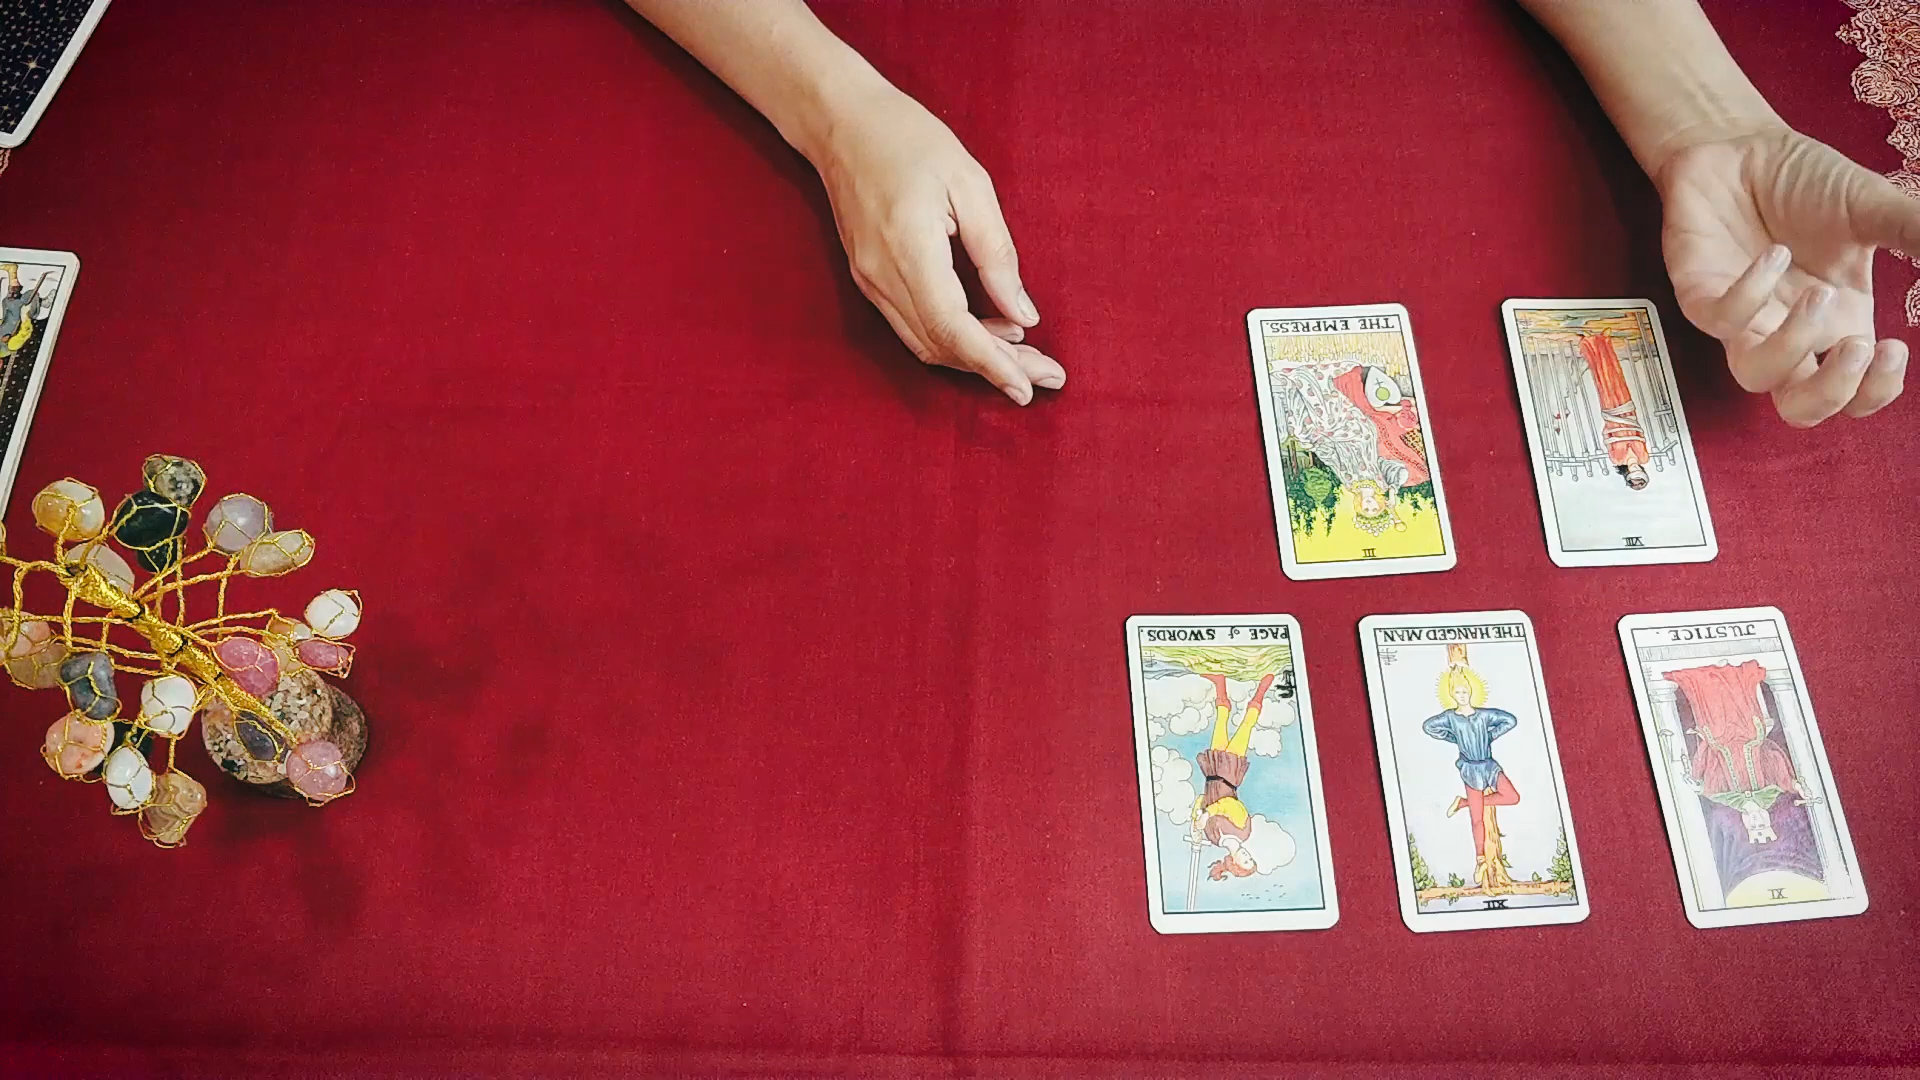 THE EMPRESS.
III
VIII
PAGE of SWORDS.
THE HANGED MAN.
XII
JUSTICE.
XI